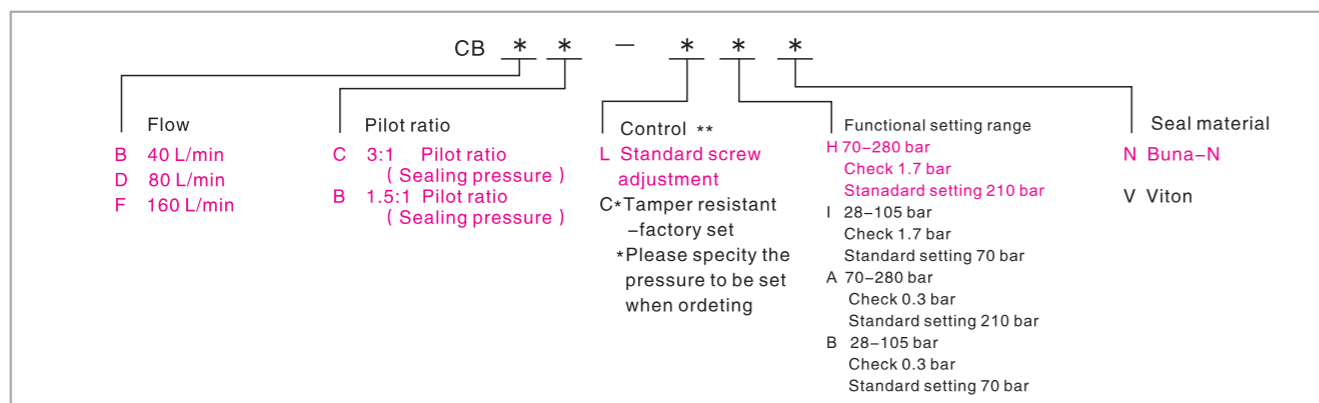 CB * * – * * *
Flow
B 40 L/min
D 80 L/min
F 160 L/min
Pilot ratio
C 3:1 Pilot ratio
( Sealing pressure )
B 1.5:1 Pilot ratio
( Sealing pressure )
Control **
L Standard screw
adjustment
C*Tamper resistant
–factory set
*Please specity the
pressure to be set
when ordeting
Functional setting range
H 70–280 bar
Check 1.7 bar
Stanadard setting 210 bar
I 28–105 bar
Check 1.7 bar
Standard setting 70 bar
A 70–280 bar
Check 0.3 bar
Standard setting 210 bar
B 28–105 bar
Check 0.3 bar
Standard setting 70 bar
Seal material
N Buna–N
V Viton